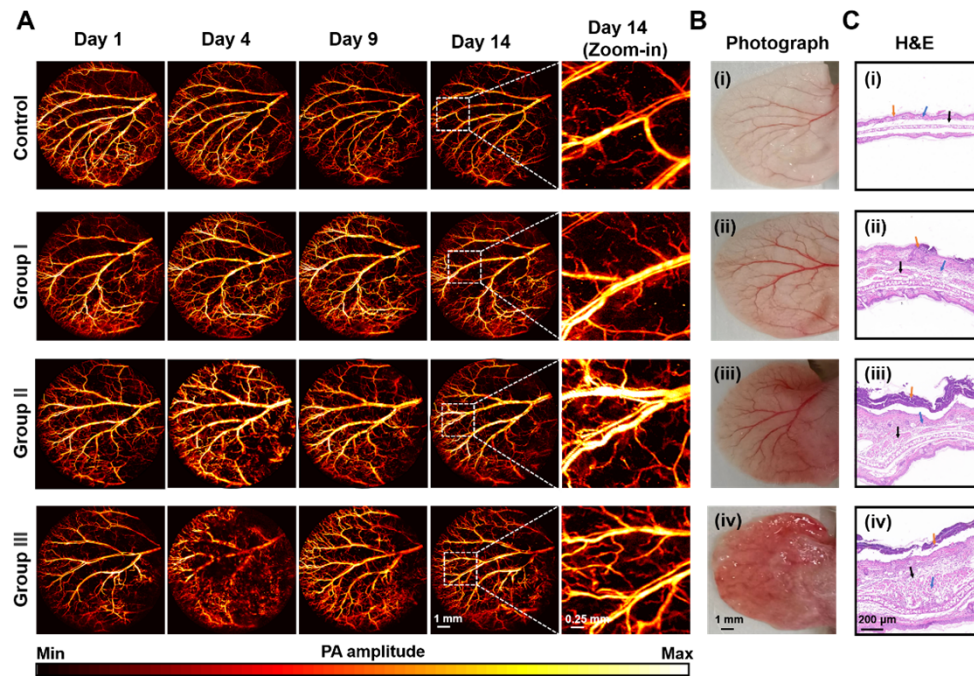 A
B
C
Day 1
Day 4
Day 9
Day 14
Day 14
(Zoom-in)
Photograph
H&E
Control
(i)
(i)
Group I
(ii)
(ii)
Group II
(iii)
(iii)
Group III
(iv)
(iv)
1 mm
0.25 mm
1 mm
200 µm
Min
PA amplitude
Max